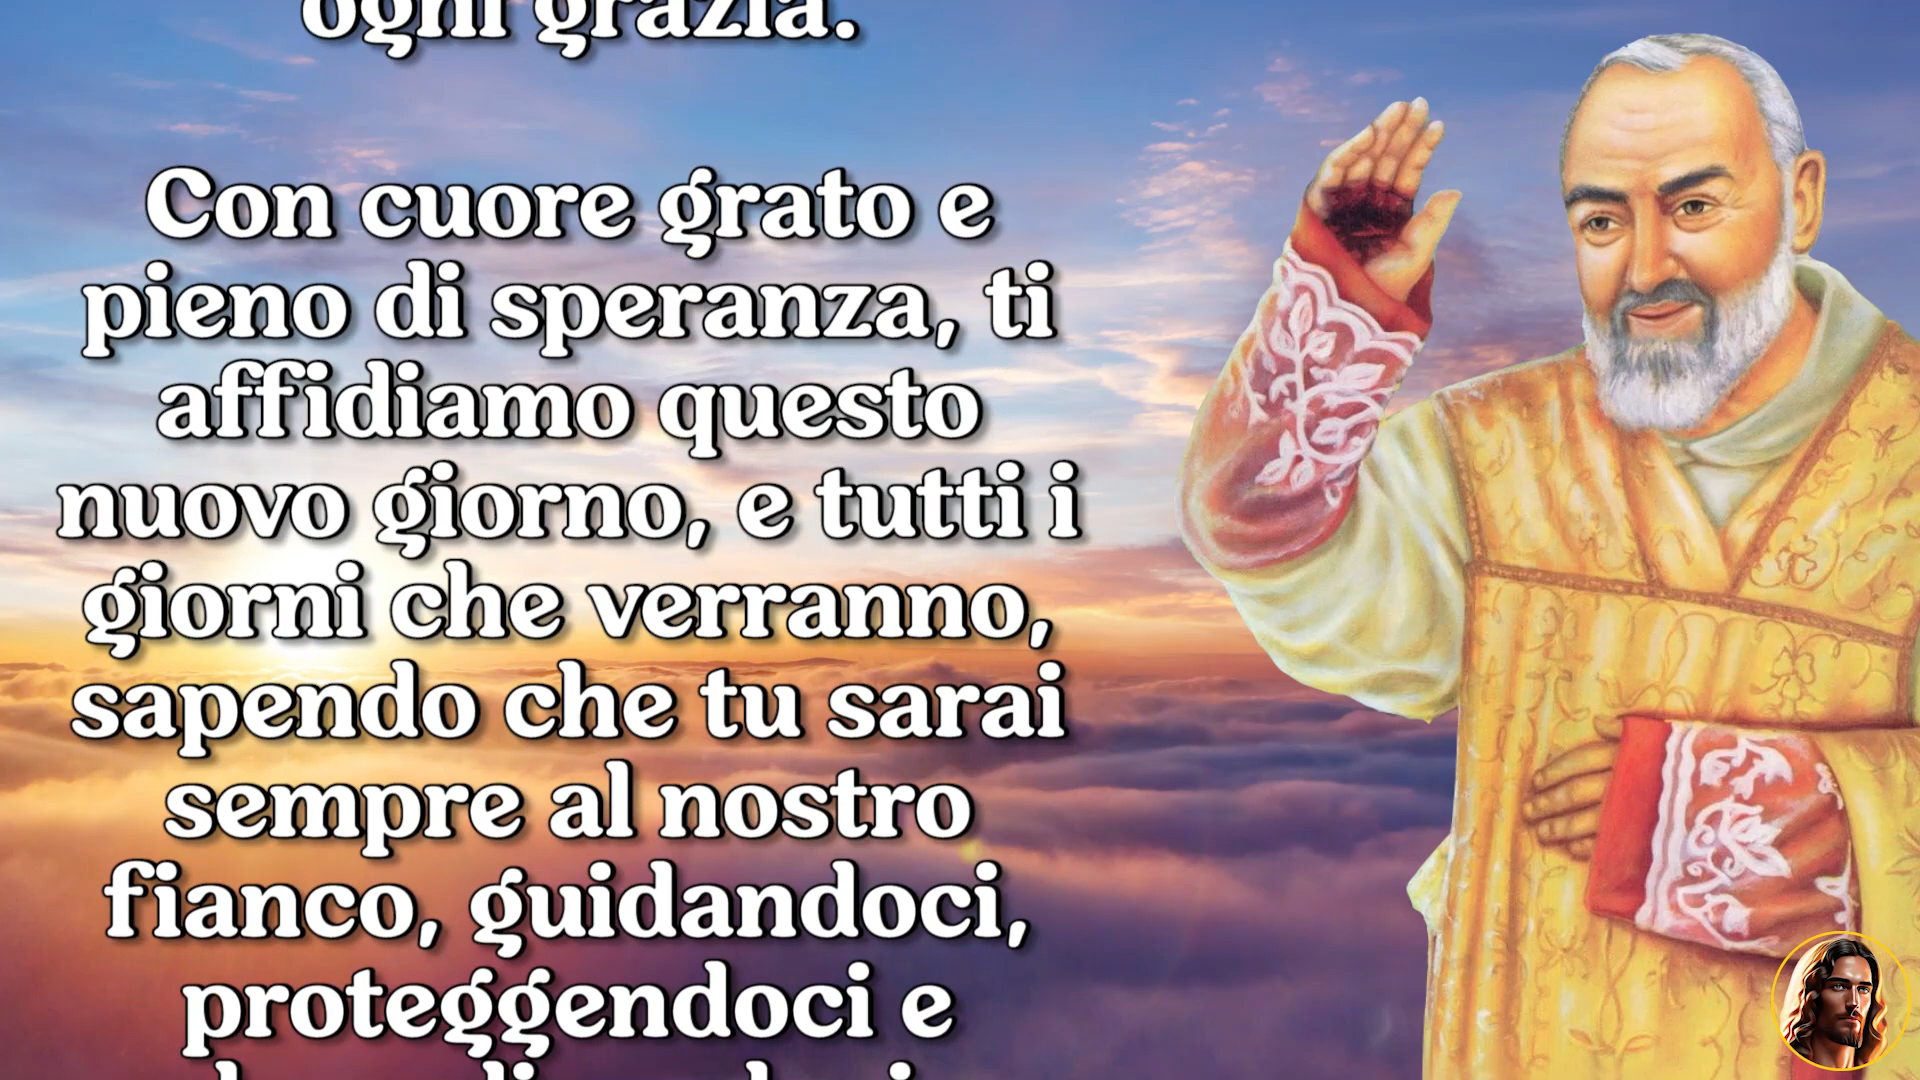 ogni grazia.
Con cuore grato e
pieno di speranza, ti
affidiamo questo
nuovo giorno, e tutti i
giorni che verranno,
sapendo che tu sarai
sempre al nostro
fianco, guidandoci,
proteggendoci e